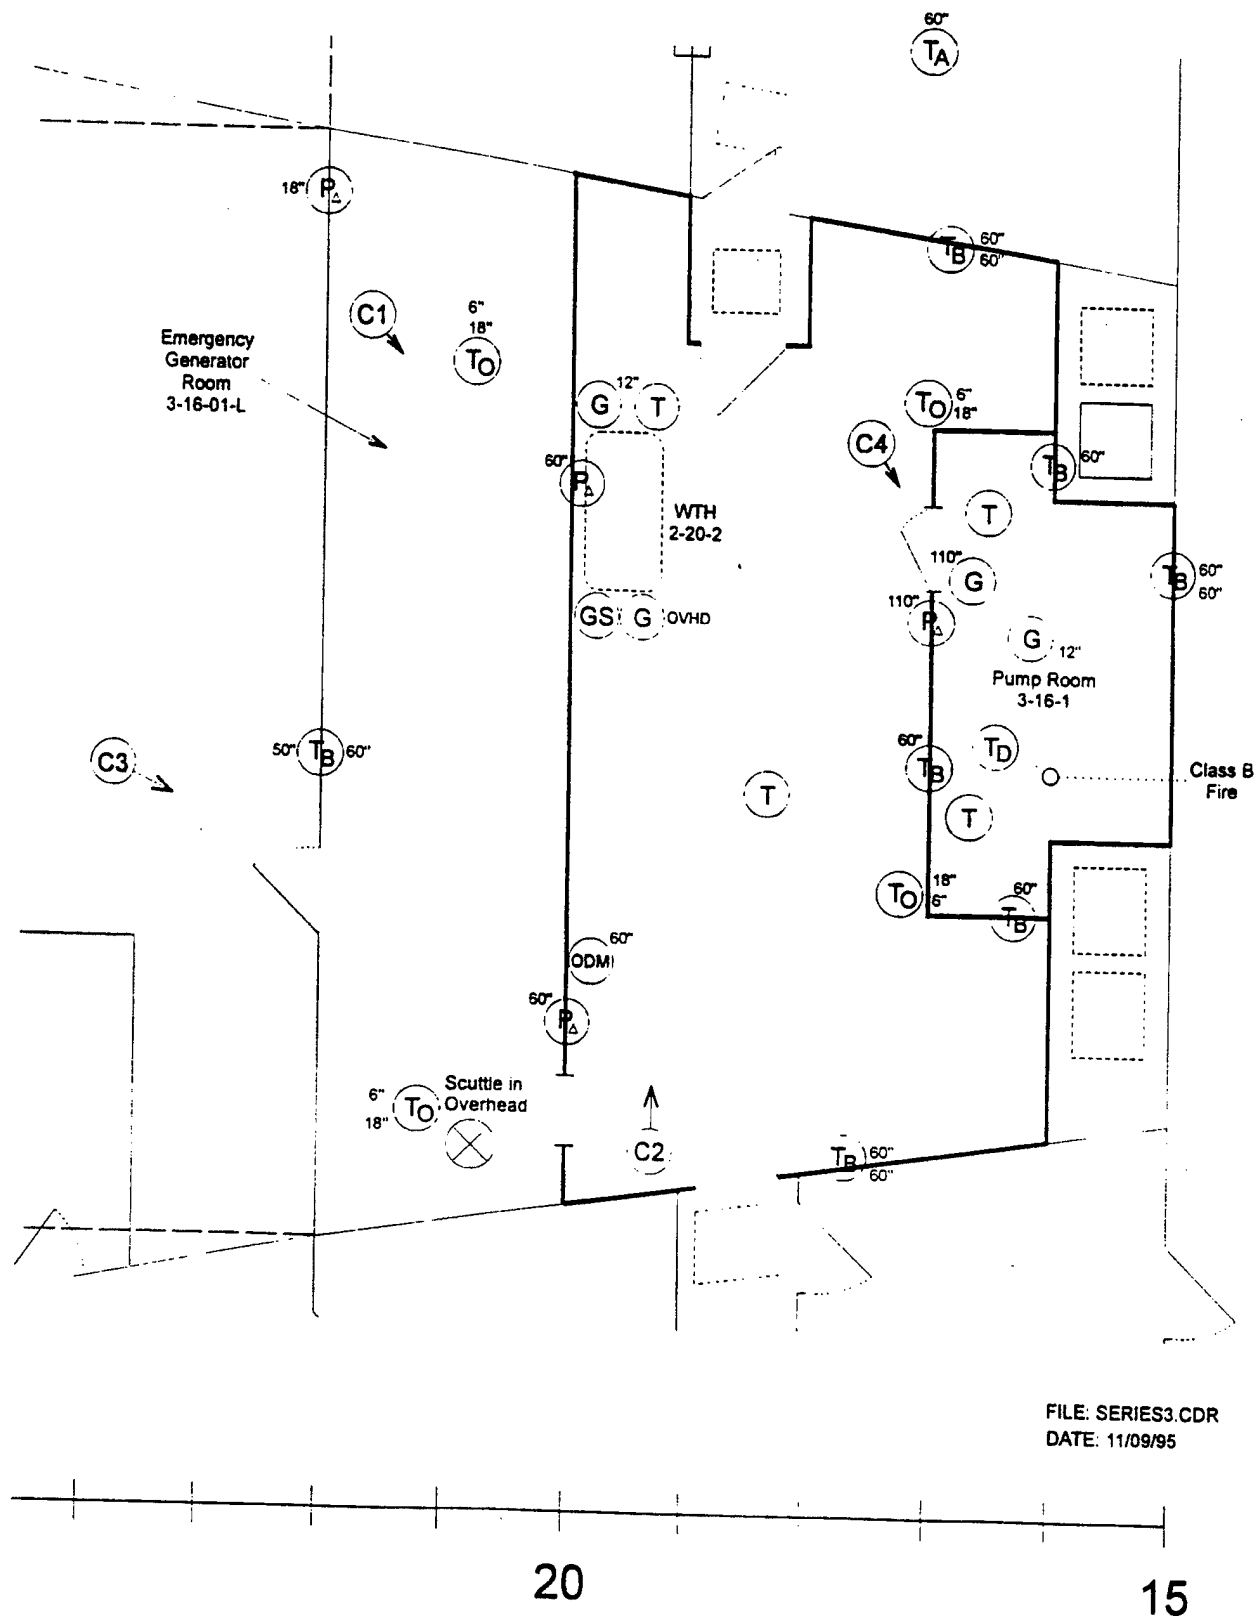 60"
TA
18" P△
TB 60"
60"
C1
6"
18"
TO
Emergency
Generator
Room
3-16-01-L
G 12" T
TO 6"
18"
C4
60" P△
TB 60"
WTH
2-20-2
T
110"
G
TB 60"
60"
GS G OVHD
110" P△
G 12"
Pump Room
3-16-1
C3
50" TB 60"
60" TB
TD
Class B
Fire
T
T
TO 18"
6"
60"
TB
60"
ODM
60" P△
6"
18" TO
Scuttle in
Overhead
C2
TB 60"
60"
FILE: SERIES3.CDR
DATE: 11/09/95
20
15